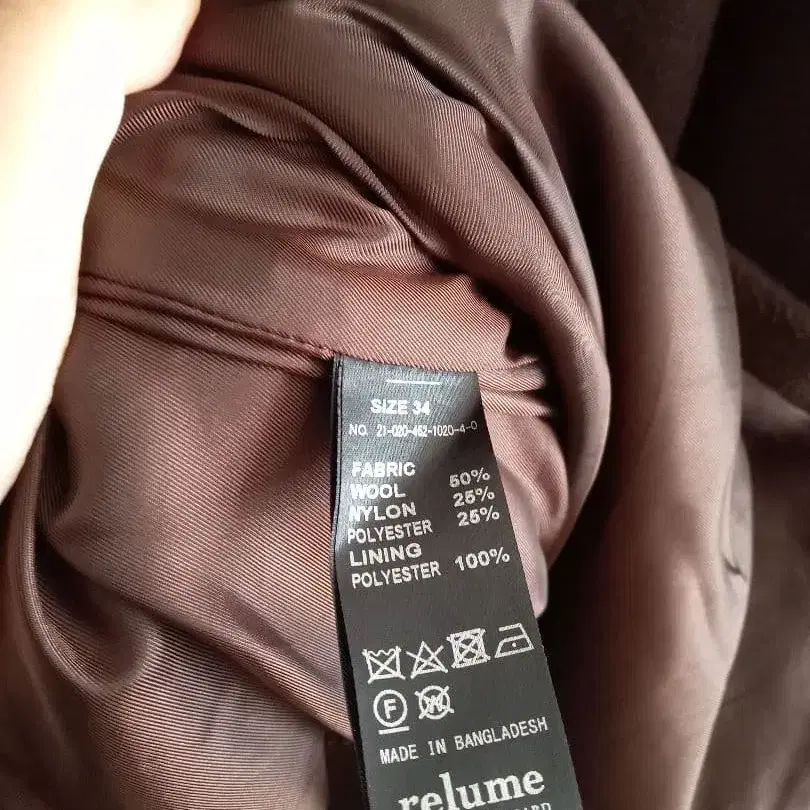 SIZE 34
NO. 21-020-452-1020-4-0
FABRIC
WOOL 50%
NYLON 25%
POLYESTER 25%
LINING
POLYESTER 100%
F
W
MADE IN BANGLADESH
relume